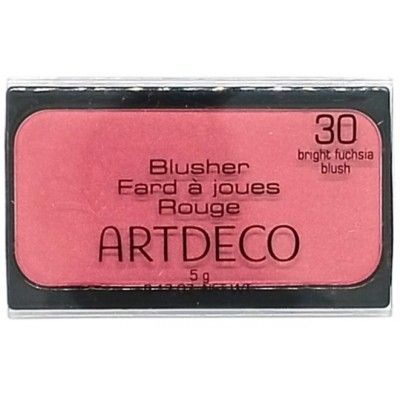 30
bright fuchsia
blush
Blusher
Fard à joues
Rouge
ARTDECO
5 g